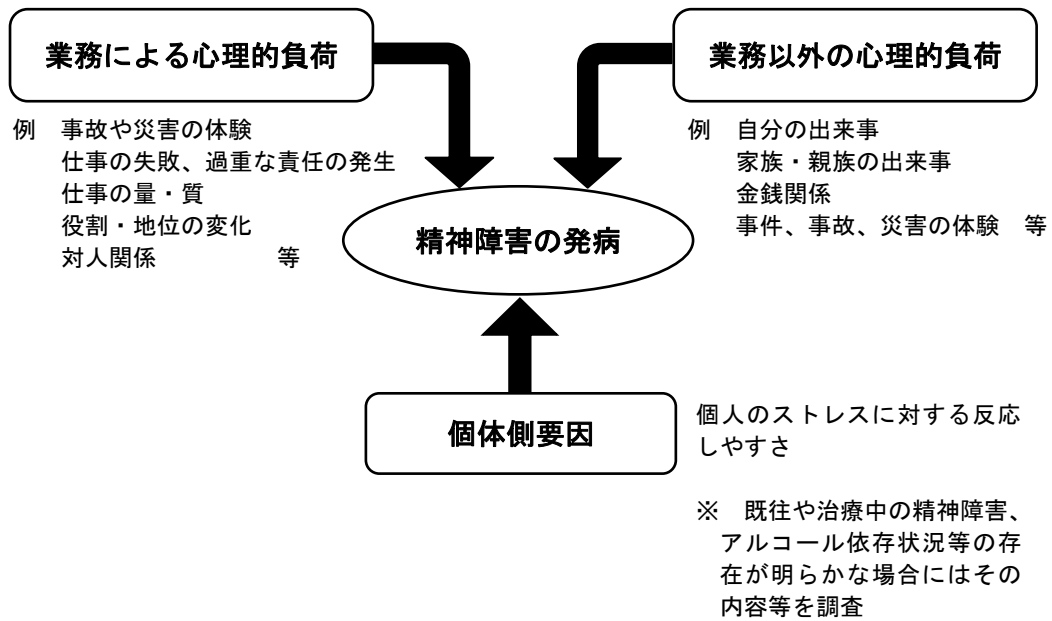 業務による心理的負荷
例　事故や災害の体験
仕事の失敗、過重な責任の発生
仕事の量・質
役割・地位の変化
対人関係　　　　　　等
業務以外の心理的負荷
例　自分の出来事
家族・親族の出来事
金銭関係
事件、事故、災害の体験　等
精神障害の発病
個体側要因
個人のストレスに対する反応
しやすさ
※　既往や治療中の精神障害、
アルコール依存状況等の存
在が明らかな場合にはその
内容等を調査